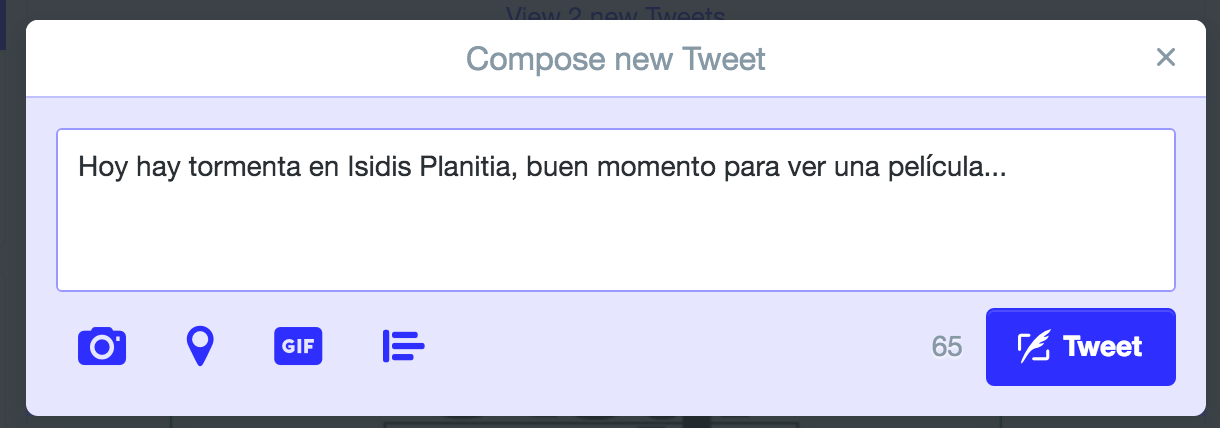 View 2 new Tweets
Compose new Tweet
Hoy hay tormenta en Isidis Planitia, buen momento para ver una película...
GIF
65
Tweet